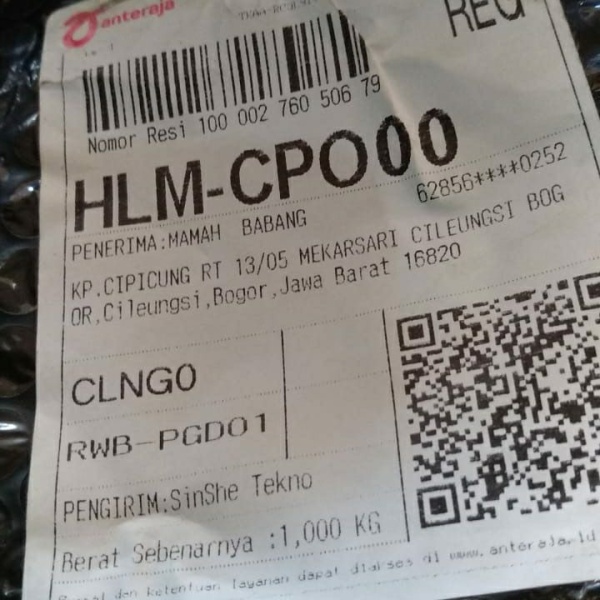 anteraja
REG
Nomor Resi 100 002 760 506 79
HLM-CPO00
PENERIMA:MAMAH BABANG 62856****0252
KP.CIPICUNG RT 13/05 MEKARSARI CILEUNGSI BOG
OR,Cileungsi,Bogor,Jawa Barat 16820
CLNG0
RWB-PGD01
PENGIRIM:SinShe Tekno
Berat Sebenarnya :1,000 KG
dan ketentuan layanan dapat diakses di www.anteraja.id